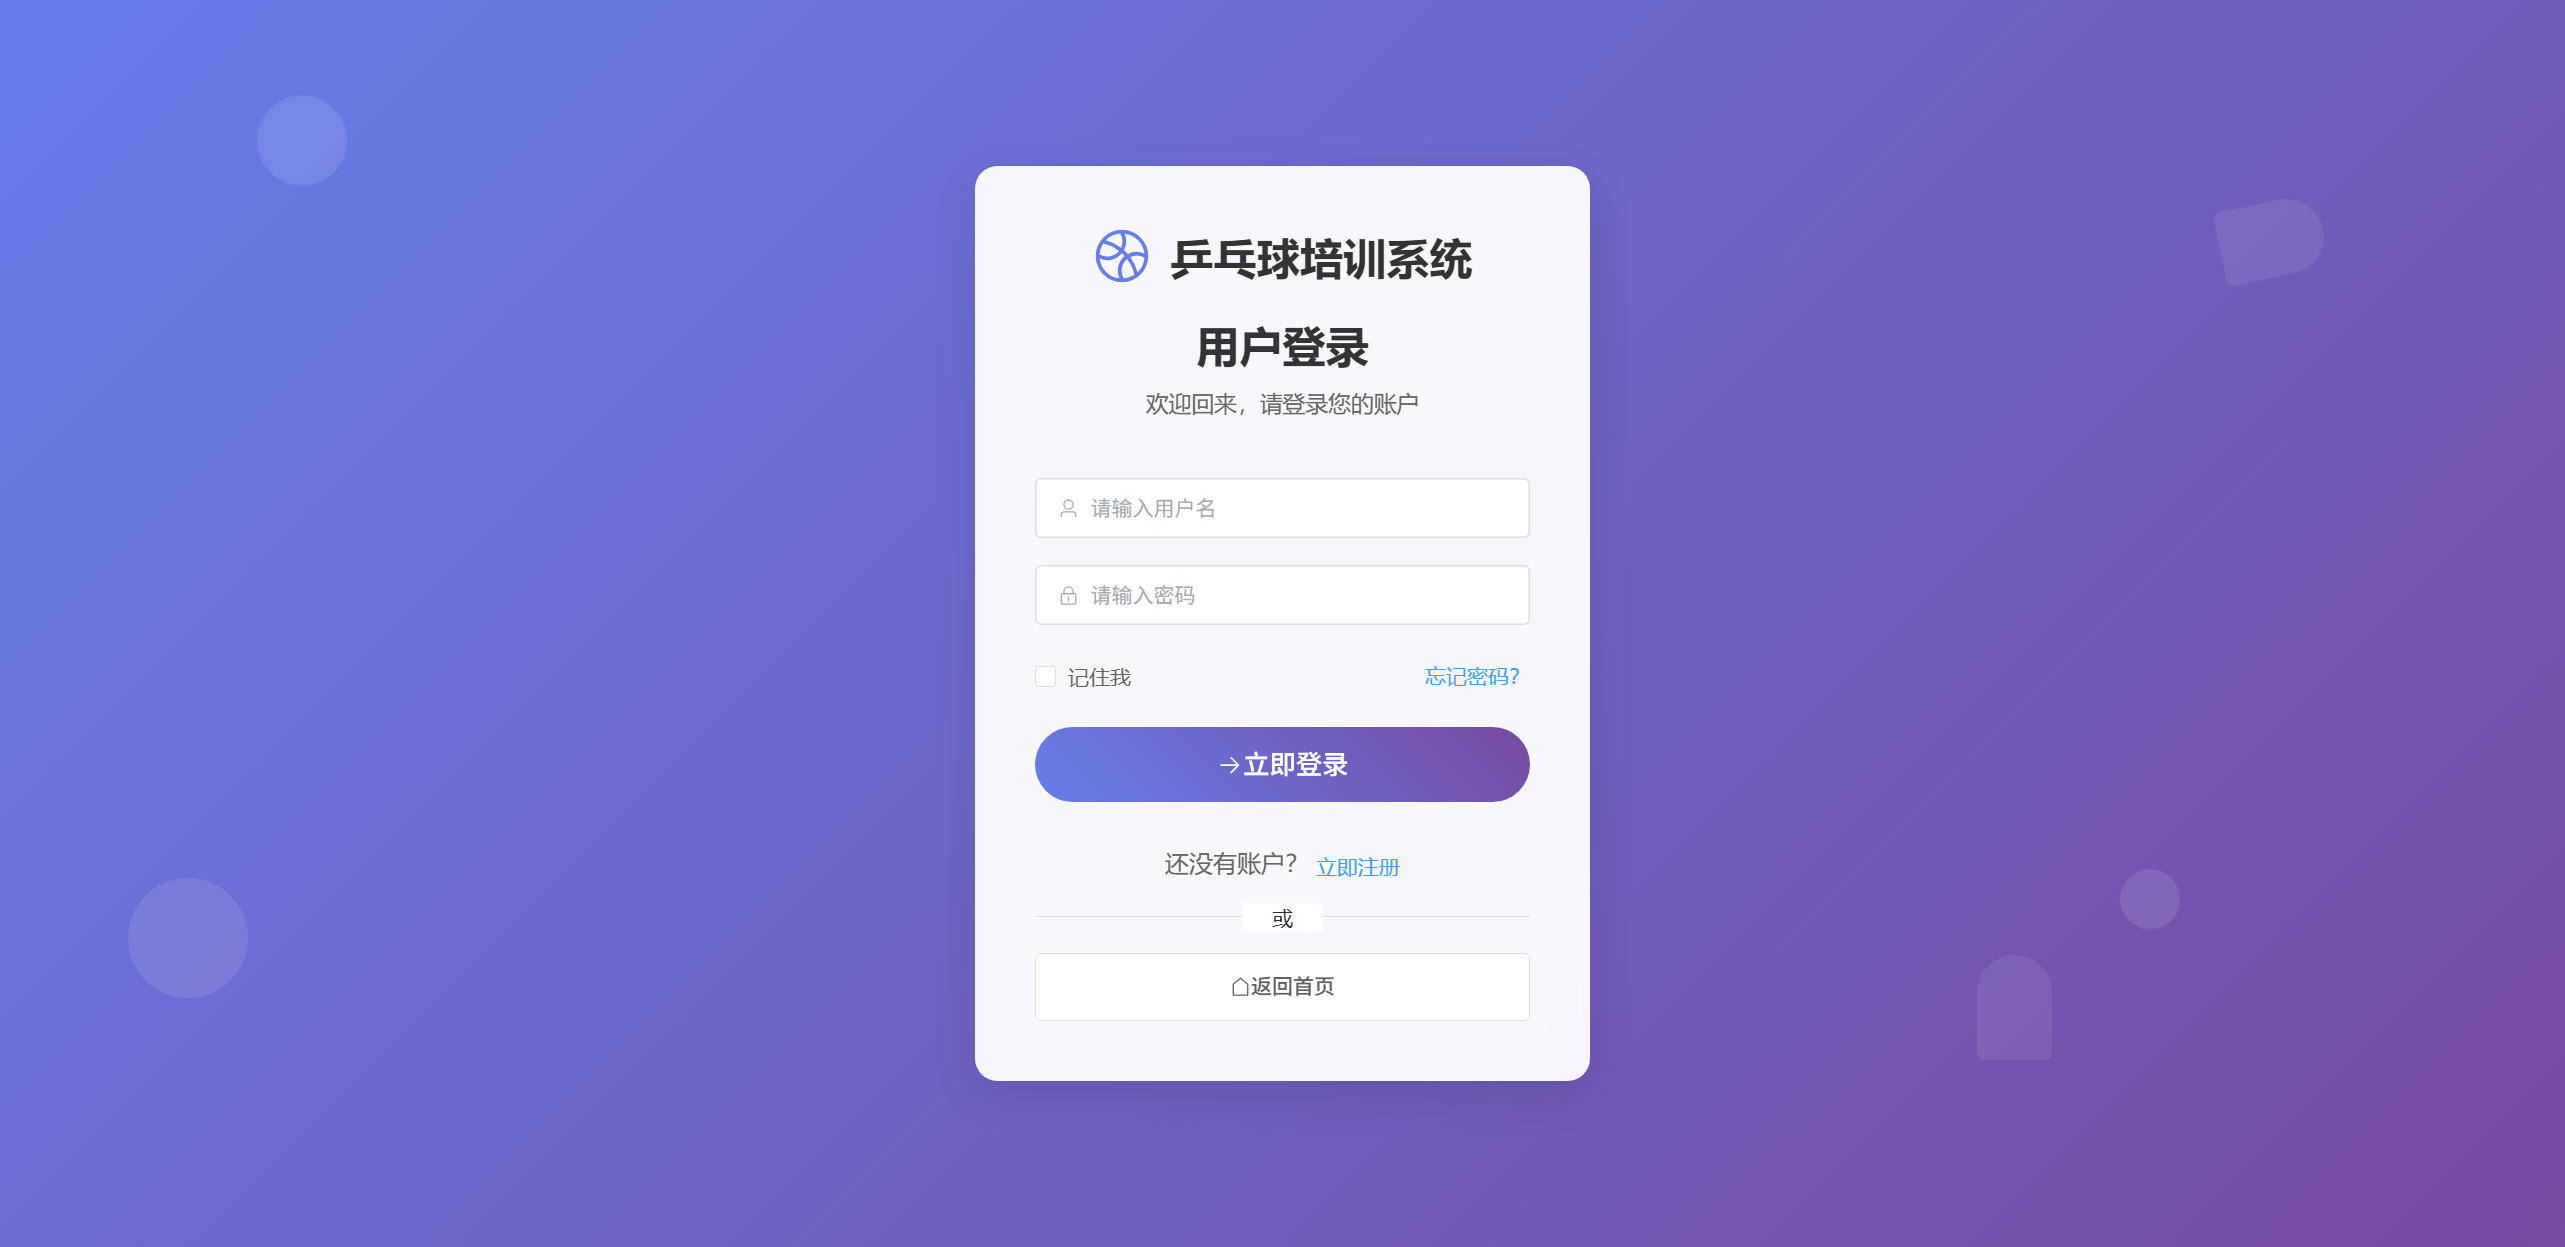 乒乓球培训系统
用户登录
欢迎回来，请登录您的账户
请输入用户名
请输入密码
记住我 忘记密码？
立即登录
还没有账户？ 立即注册
或
返回首页